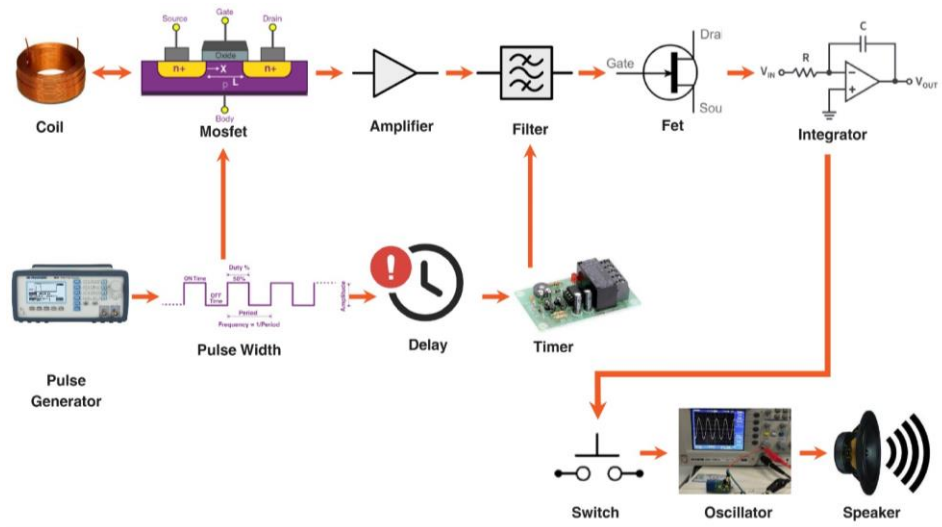 Source
Gate
Drain
Oxide
n+
X
n+
L
P
Body
Coil
Mosfet
Amplifier
Filter
Gate
Dra
Sou
Fet
C
R
VIN
VOUT
Integrator
ON Time
Duty %
50%
OFF
Time
Period
Frequency = 1/Period
Amplitude
Pulse
Generator
Pulse Width
Delay
Timer
Switch
Oscillator
Speaker